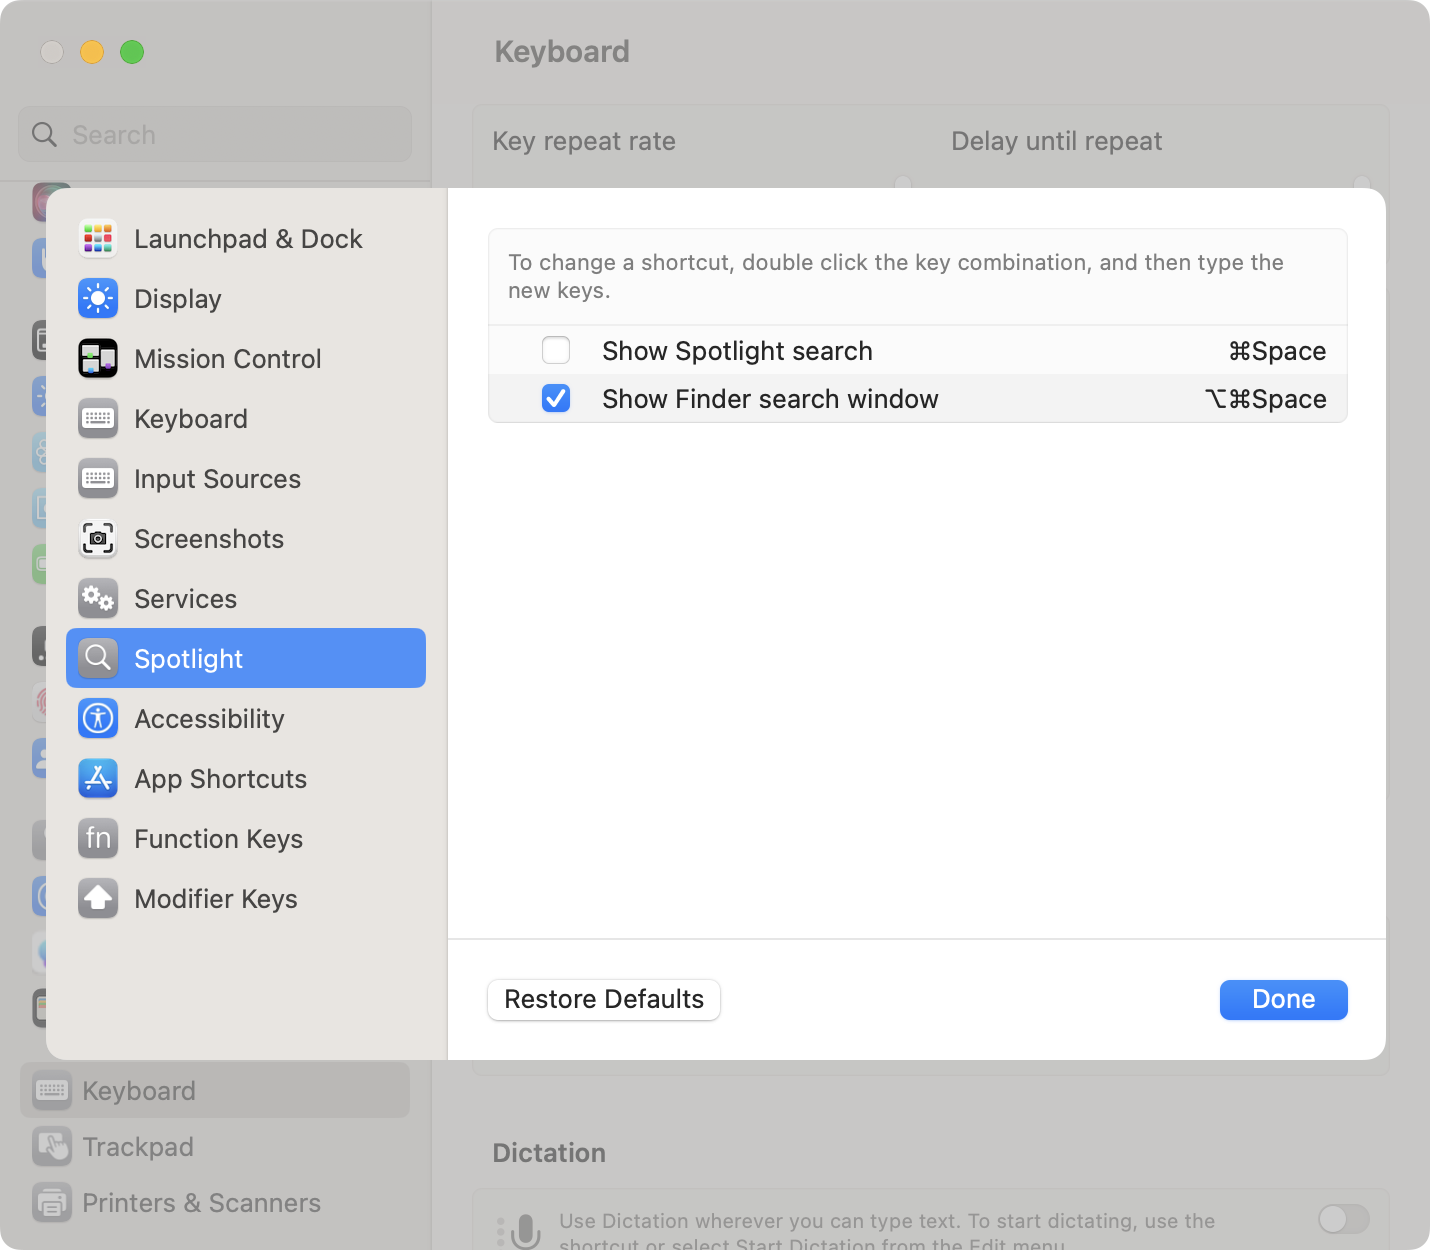 Keyboard
Search
Key repeat rate
Delay until repeat
Launchpad & Dock
Display
Mission Control
Keyboard
Input Sources
Screenshots
Services
Spotlight
Accessibility
App Shortcuts
fn Function Keys
Modifier Keys
To change a shortcut, double click the key combination, and then type the
new keys.
Show Spotlight search ⌘Space
Show Finder search window ⌥⌘Space
Restore Defaults
Done
Keyboard
Trackpad
Printers & Scanners
Dictation
Use Dictation wherever you can type text. To start dictating, use the
shortcut or select Start Dictation from the Edit menu.